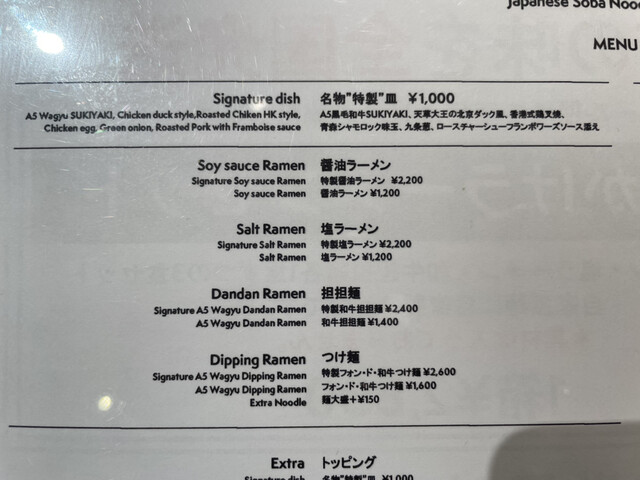 Japanese Soba Nood
MENU
Signature dish 名物"特製"皿 ¥1,000
A5 Wagyu SUKIYAKI, Chicken duck style,Roasted Chiken HK style, A5黒毛和牛SUKIYAKI、天草大王の北京ダック風、香港式鶏叉焼、
Chicken egg, Green onion, Roasted Pork with Framboise sauce 青森シャモロック味玉、九条葱、ロースチャーシューフランボワーズソース添え
Soy sauce Ramen 醤油ラーメン
Signature Soy sauce Ramen 特製醤油ラーメン ¥2,200
Soy sauce Ramen 醤油ラーメン ¥1,200
Salt Ramen 塩ラーメン
Signature Salt Ramen 特製塩ラーメン ¥2,200
Salt Ramen 塩ラーメン ¥1,200
Dandan Ramen 担担麺
Signature A5 Wagyu Dandan Ramen 特製和牛担担麺 ¥2,400
A5 Wagyu Dandan Ramen 和牛担担麺 ¥1,400
Dipping Ramen つけ麺
Signature A5 Wagyu Dipping Ramen 特製フォン・ド・和牛つけ麺 ¥2,600
A5 Wagyu Dipping Ramen フォン・ド・和牛つけ麺 ¥1,600
Extra Noodle 麺大盛+¥150
Extra トッピング
Signature dish 名物"特製"皿 ¥1,000